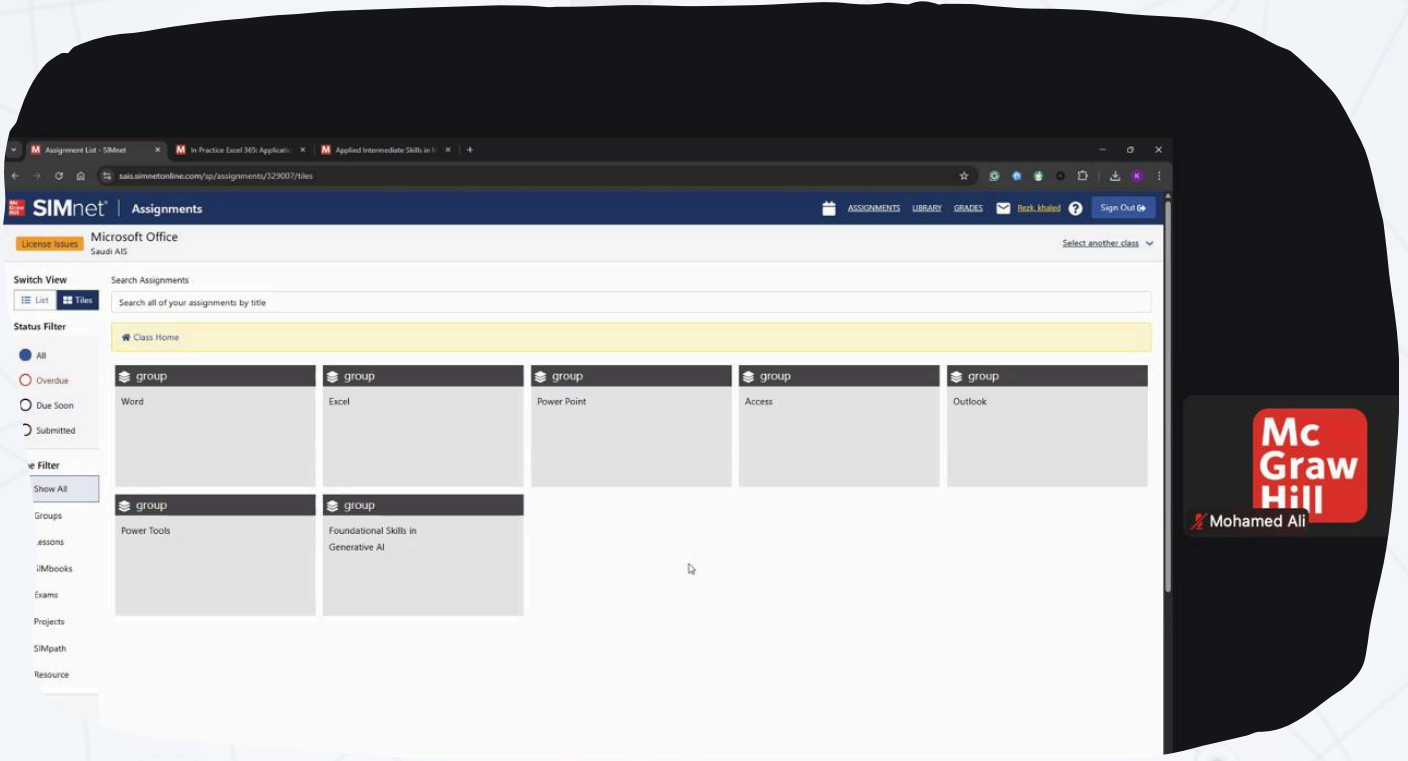 Assignment List - SIMnet
In Practice Excel 365: Applicatio
Applied Intermediate Skills in
sais.simnetonline.com/sp/assignments/329007/tiles
K
Mc Graw Hill
SIMnet | Assignments
ASSIGNMENTS LIBRARY GRADES Rezk, khaled Sign Out
License Issues
Microsoft Office
Saudi AIS
Select another class
Switch View
List Tiles
Search Assignments
Search all of your assignments by title
Status Filter
All
Overdue
Due Soon
Submitted
Class Home
group
Word
group
Excel
group
Power Point
group
Access
group
Outlook
group
Power Tools
group
Foundational Skills in
Generative AI
Filter
Show All
Groups
essons
iMbooks
Exams
Projects
SIMpath
Resource
Mc
Graw
Hill
Mohamed Ali